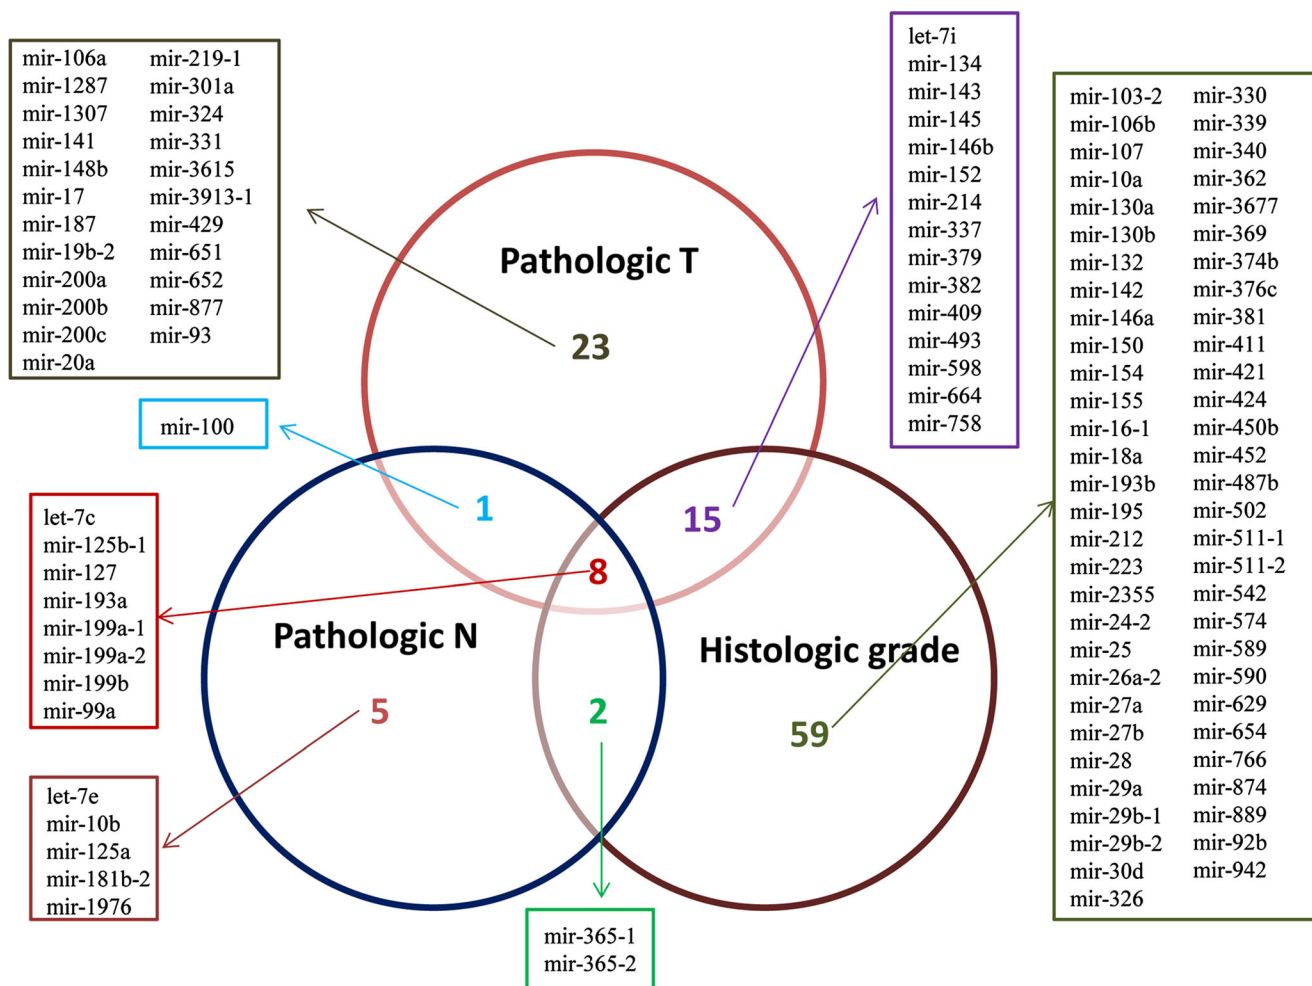 mir-106a mir-219-1
mir-1287 mir-301a
mir-1307 mir-324
mir-141 mir-331
mir-148b mir-3615
mir-17 mir-3913-1
mir-187 mir-429
mir-19b-2 mir-651
mir-200a mir-652
mir-200b mir-877
mir-200c mir-93
mir-20a
let-7i
mir-134
mir-143
mir-145
mir-146b
mir-152
mir-214
mir-337
mir-379
mir-382
mir-409
mir-493
mir-598
mir-664
mir-758
mir-103-2 mir-330
mir-106b mir-339
mir-107 mir-340
mir-10a mir-362
mir-130a mir-3677
mir-130b mir-369
mir-132 mir-374b
mir-142 mir-376c
mir-146a mir-381
mir-150 mir-411
mir-154 mir-421
mir-155 mir-424
mir-16-1 mir-450b
mir-18a mir-452
mir-193b mir-487b
mir-195 mir-502
mir-212 mir-511-1
mir-223 mir-511-2
mir-2355 mir-542
mir-24-2 mir-574
mir-25 mir-589
mir-26a-2 mir-590
mir-27a mir-629
mir-27b mir-654
mir-28 mir-766
mir-29a mir-874
mir-29b-1 mir-889
mir-29b-2 mir-92b
mir-30d mir-942
mir-326
Pathologic T
23
mir-100
1
15
8
let-7c
mir-125b-1
mir-127
mir-193a
mir-199a-1
mir-199a-2
mir-199b
mir-99a
Pathologic N
Histologic grade
5
2
59
let-7e
mir-10b
mir-125a
mir-181b-2
mir-1976
mir-365-1
mir-365-2